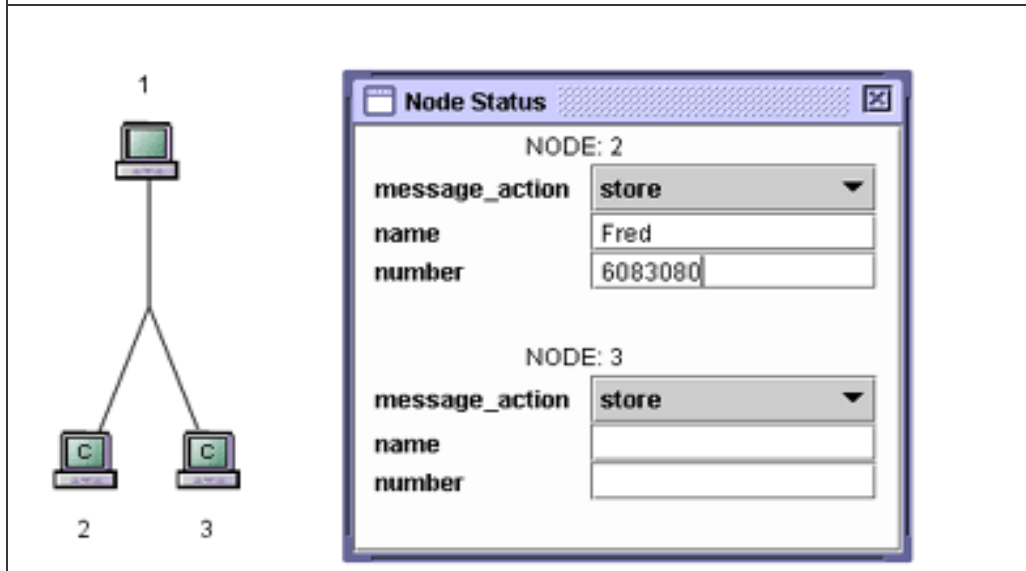 1
C C
2 3
Node Status
NODE: 2
message_action store
name Fred
number 6083080
NODE: 3
message_action store
name
number